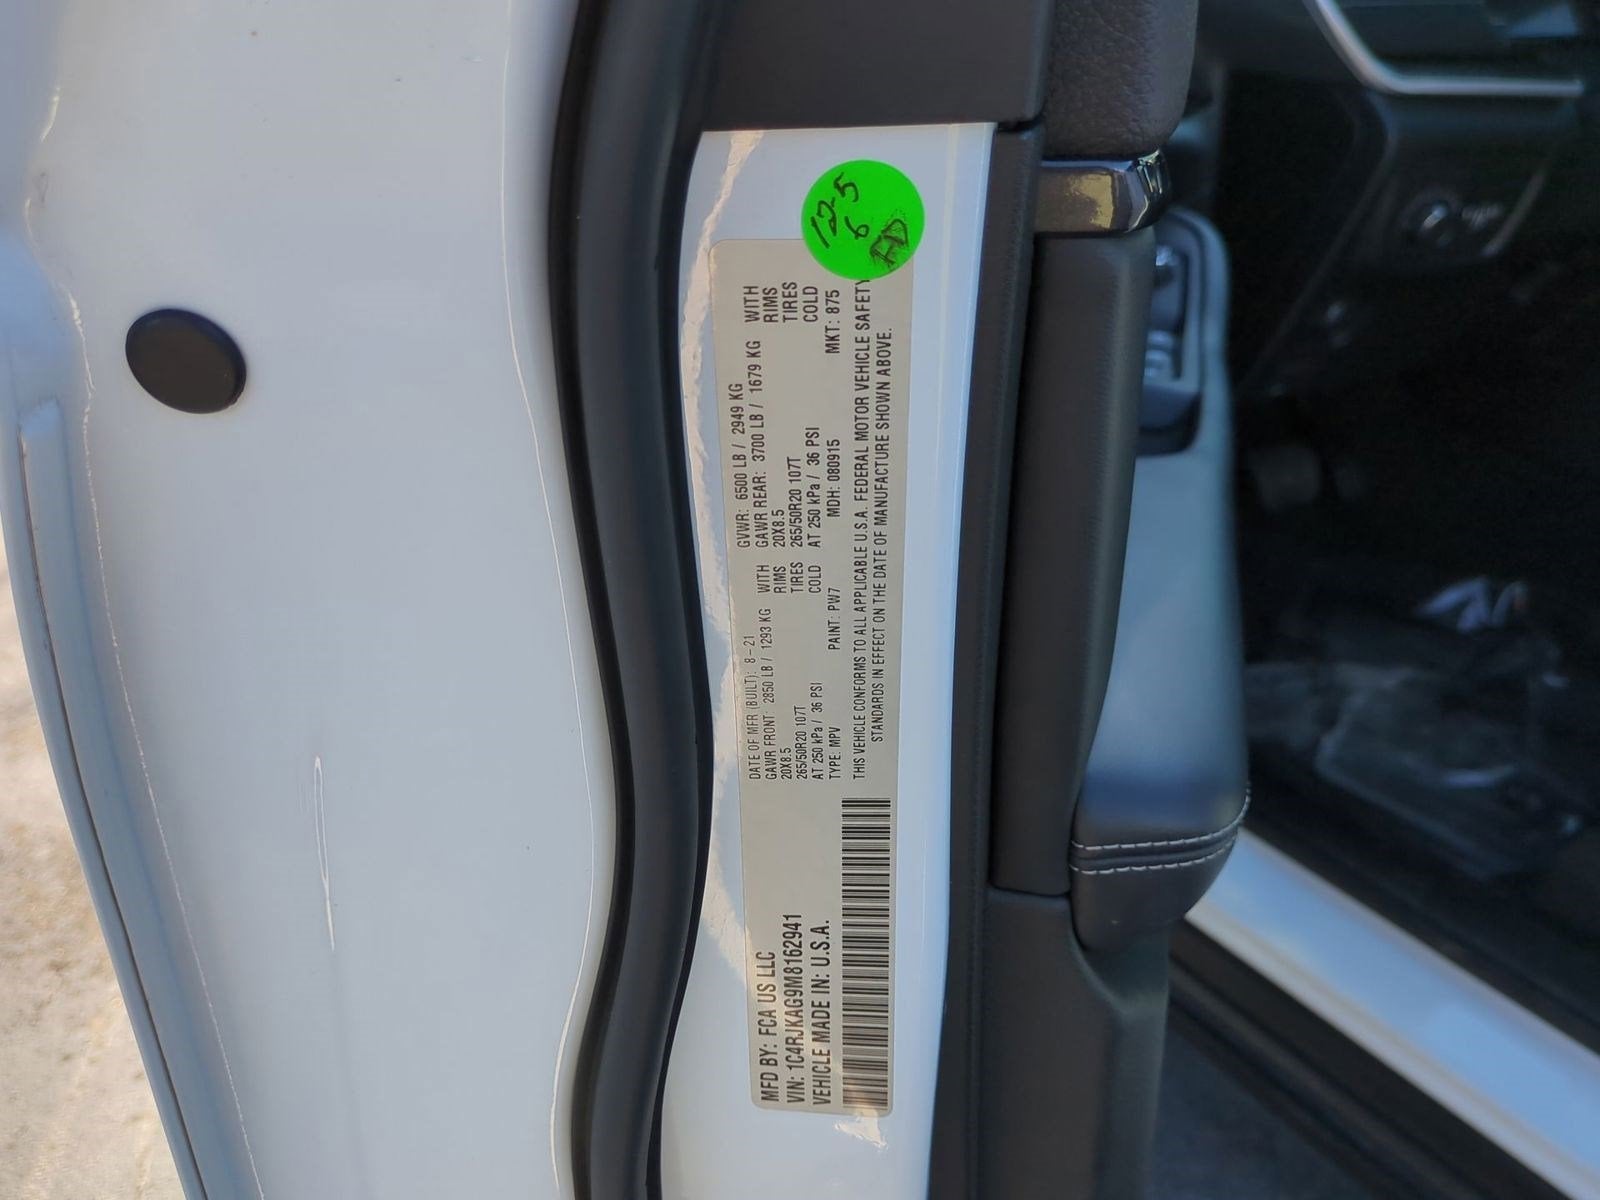 MFD BY: FCA US LLC
VIN: 1C4RJKAG9M8162941
VEHICLE MADE IN: U.S.A.
DATE OF MFR (BUILT): 8-21 GVWR: 6500 LB / 2949 KG
GAWR FRONT: 2850 LB / 1293 KG WITH GAWR REAR: 3700 LB / 1679 KG WITH
20X8.5 RIMS 20X8.5 RIMS
265/50R20 107T TIRES 265/50R20 107T TIRES
AT 250 kPa / 36 PSI COLD AT 250 kPa / 36 PSI COLD
TYPE: MPV PAINT: PW7 MDH: 080915 MKT: 875
THIS VEHICLE CONFORMS TO ALL APPLICABLE U.S.A. FEDERAL MOTOR VEHICLE SAFETY
STANDARDS IN EFFECT ON THE DATE OF MANUFACTURE SHOWN ABOVE.
12-5
6